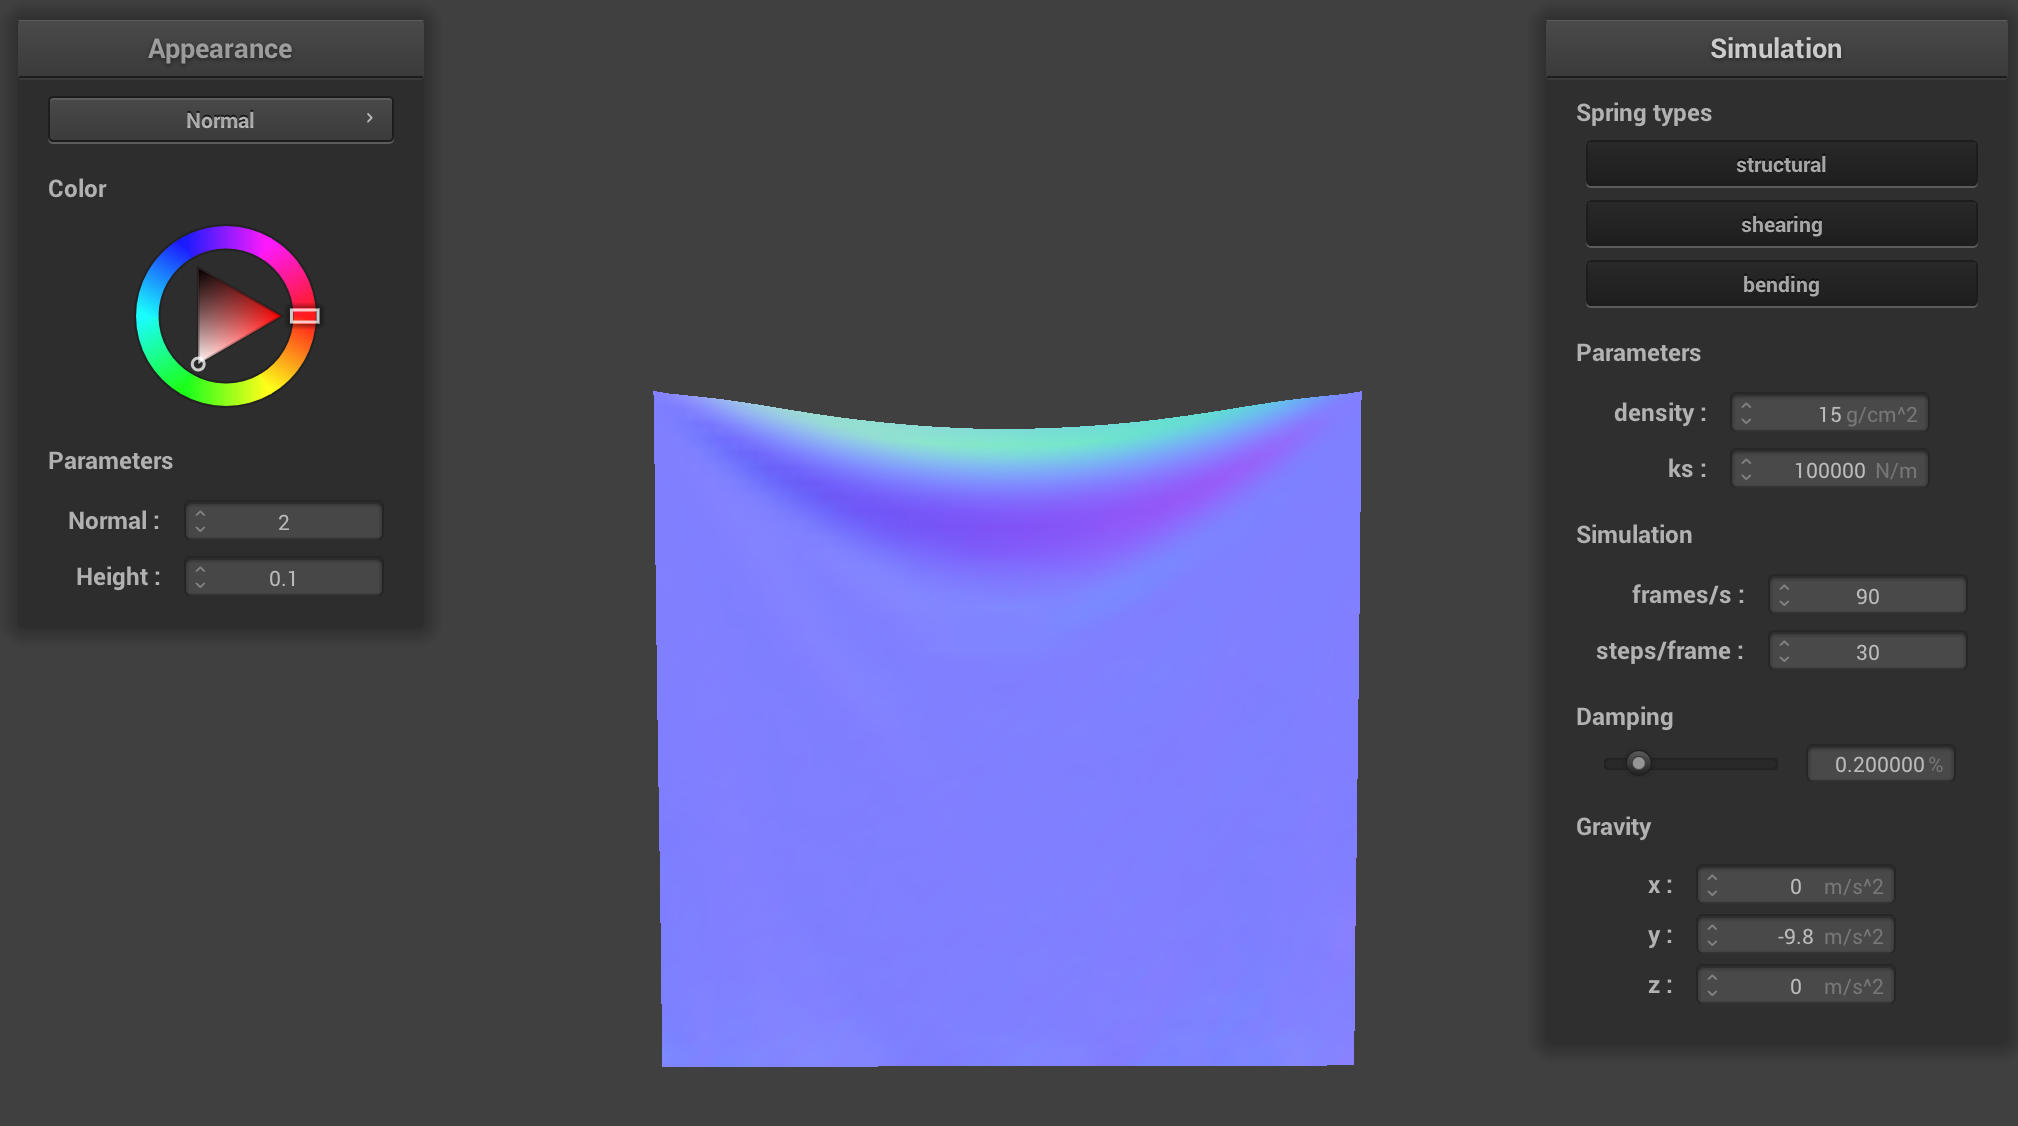 Appearance
Normal
Color
Parameters
Normal : 2
Height : 0.1
Simulation
Spring types
structural
shearing
bending
Parameters
density : 15 g/cm^2
ks : 100000 N/m
Simulation
frames/s : 90
steps/frame : 30
Damping
0.200000 %
Gravity
x : 0 m/s^2
y : -9.8 m/s^2
z : 0 m/s^2